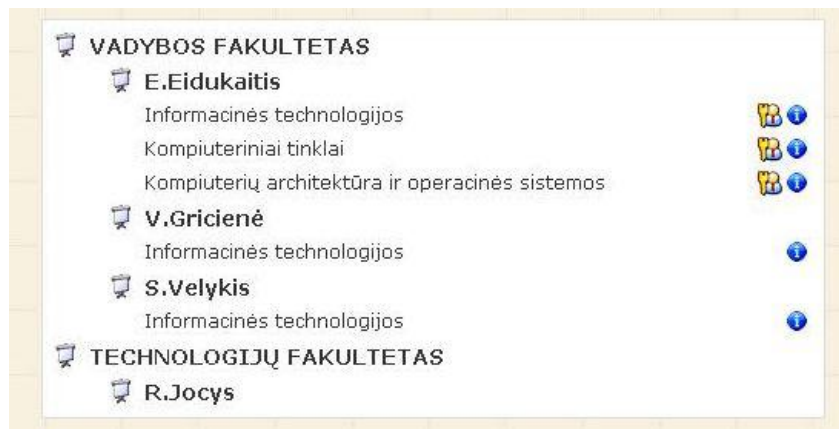 VADYBOS FAKULTETAS
E.Eidukaitis
Informacinės technologijos
Kompiuteriniai tinklai
Kompiuterių architektūra ir operacinės sistemos
V.Gricienė
Informacinės technologijos
S.Velykis
Informacinės technologijos
TECHNOLOGIJŲ FAKULTETAS
R.Jocys